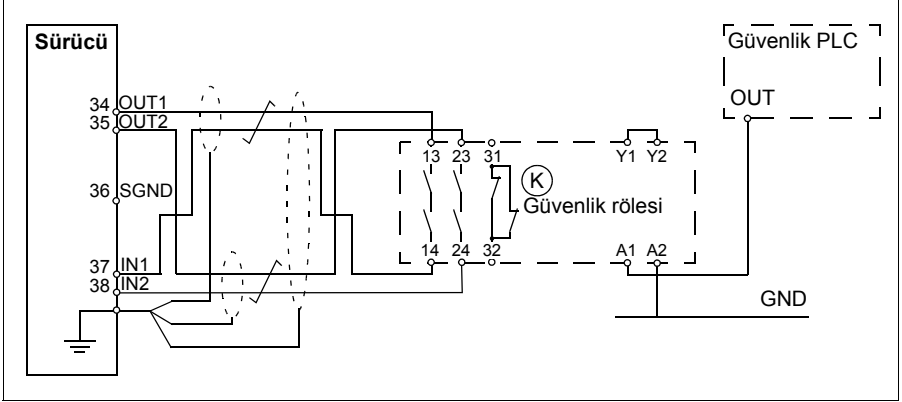 Sürücü
Güvenlik PLC
OUT
34 OUT1
35 OUT2
13 23 31 Y1 Y2
K
36 SGND
Güvenlik rölesi
14 24 32 A1 A2
37 IN1
38 IN2
GND